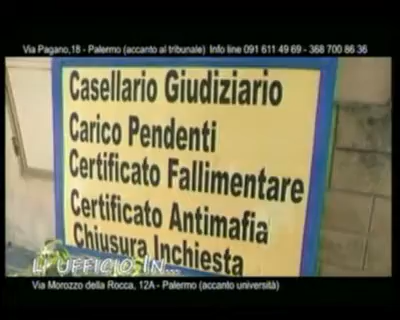 Via Pagano,18 - Palermo (accanto al tribunale) Info line 091 611 49 69 - 368 700 86 36
Casellario Giudiziario
Carico Pendenti
Certificato Fallimentare
Certificato Antimafia
Chiusura Inchiesta
L' UFFICIO IN...
Via Morozzo della Rocca, 12A - Palermo (accanto università)